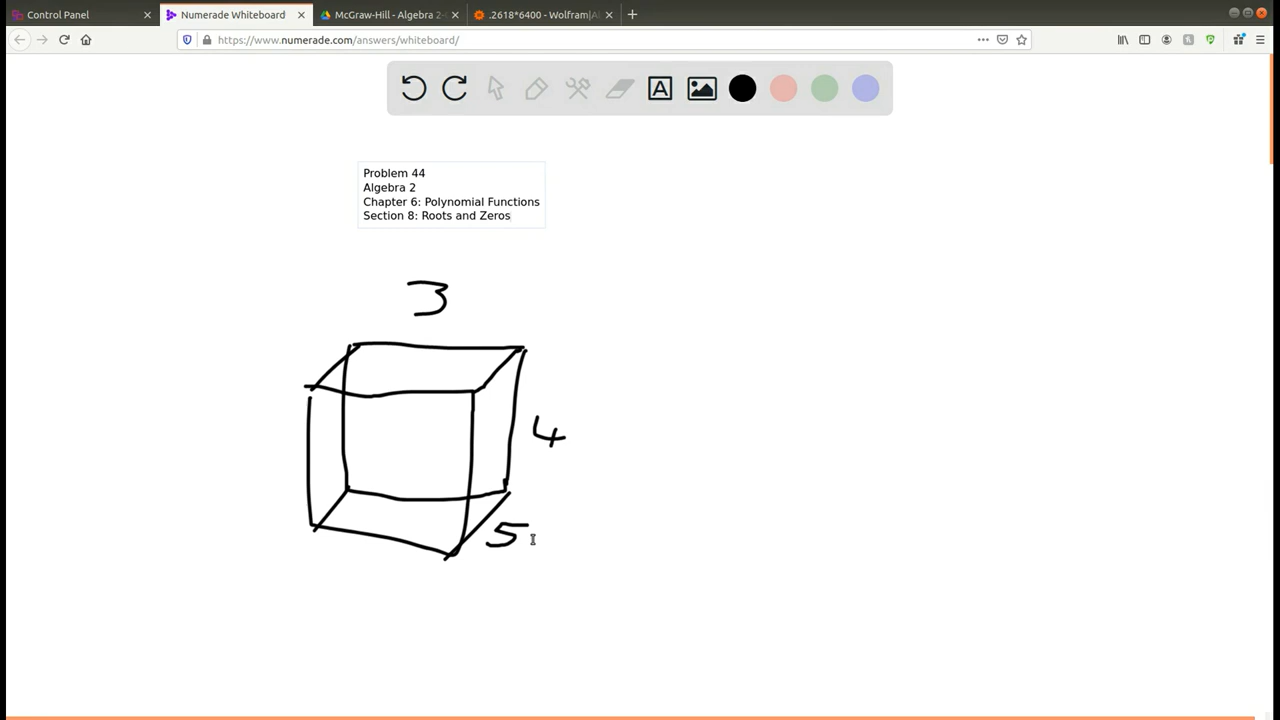 Control Panel
Numerade Whiteboard
McGraw-Hill - Algebra 2-
.2618*6400 - Wolfram|Al
https://www.numerade.com/answers/whiteboard/
A
Problem 44
Algebra 2
Chapter 6: Polynomial Functions
Section 8: Roots and Zeros
3
4
5